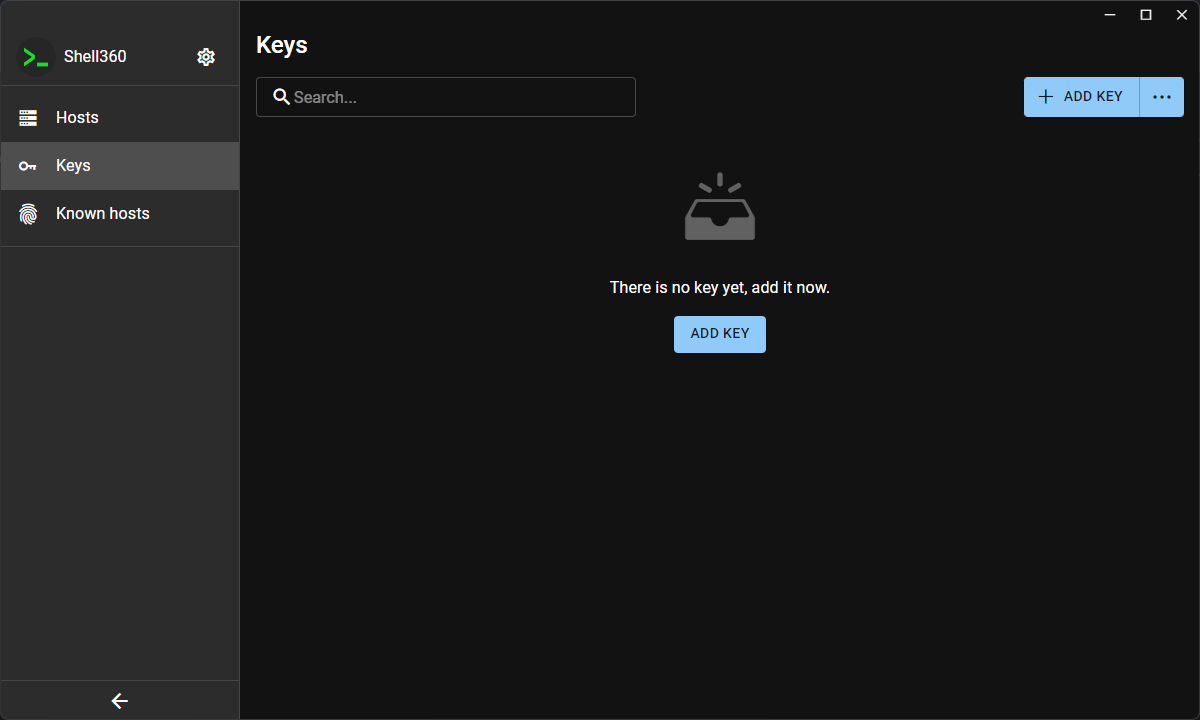 Shell360
Hosts
Keys
Known hosts
Keys
Search...
ADD KEY
There is no key yet, add it now.
ADD KEY